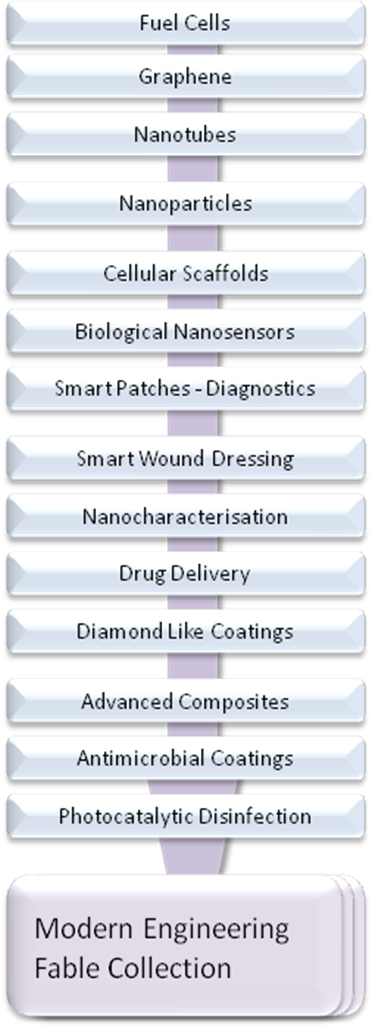 Fuel Cells
Graphene
Nanotubes
Nanoparticles
Cellular Scaffolds
Biological Nanosensors
Smart Patches - Diagnostics
Smart Wound Dressing
Nanocharacterisation
Drug Delivery
Diamond Like Coatings
Advanced Composites
Antimicrobial Coatings
Photocatalytic Disinfection
Modern Engineering
Fable Collection